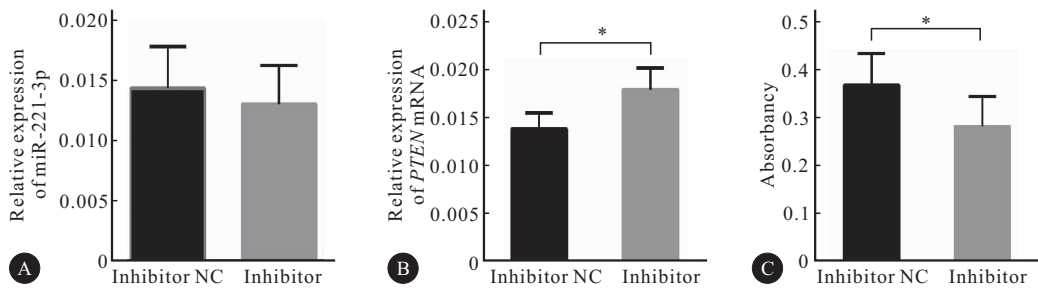 Relative expression
of miR-221-3p
0.020
0.015
0.010
0.005
0
Inhibitor NC Inhibitor
A
Relative expression
of PTEN mRNA
0.025
0.020
0.015
0.010
0.005
0
*
Inhibitor NC Inhibitor
B
Absorbancy
0.5
0.4
0.3
0.2
0.1
0
*
Inhibitor NC Inhibitor
C